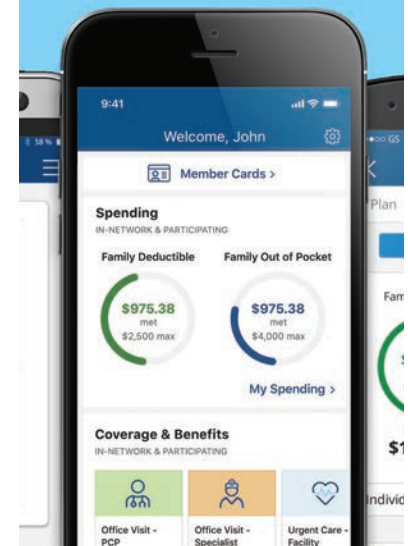 58%
9:41
Welcome, John
Member Cards >
Spending
IN-NETWORK & PARTICIPATING
Family Deductible
Family Out of Pocket
$975.38
met
$2,500 max
$975.38
met
$4,000 max
My Spending >
Coverage & Benefits
IN-NETWORK & PARTICIPATING
Office Visit -
PCP
Office Visit -
Specialist
Urgent Care -
Facility
GS
Plan